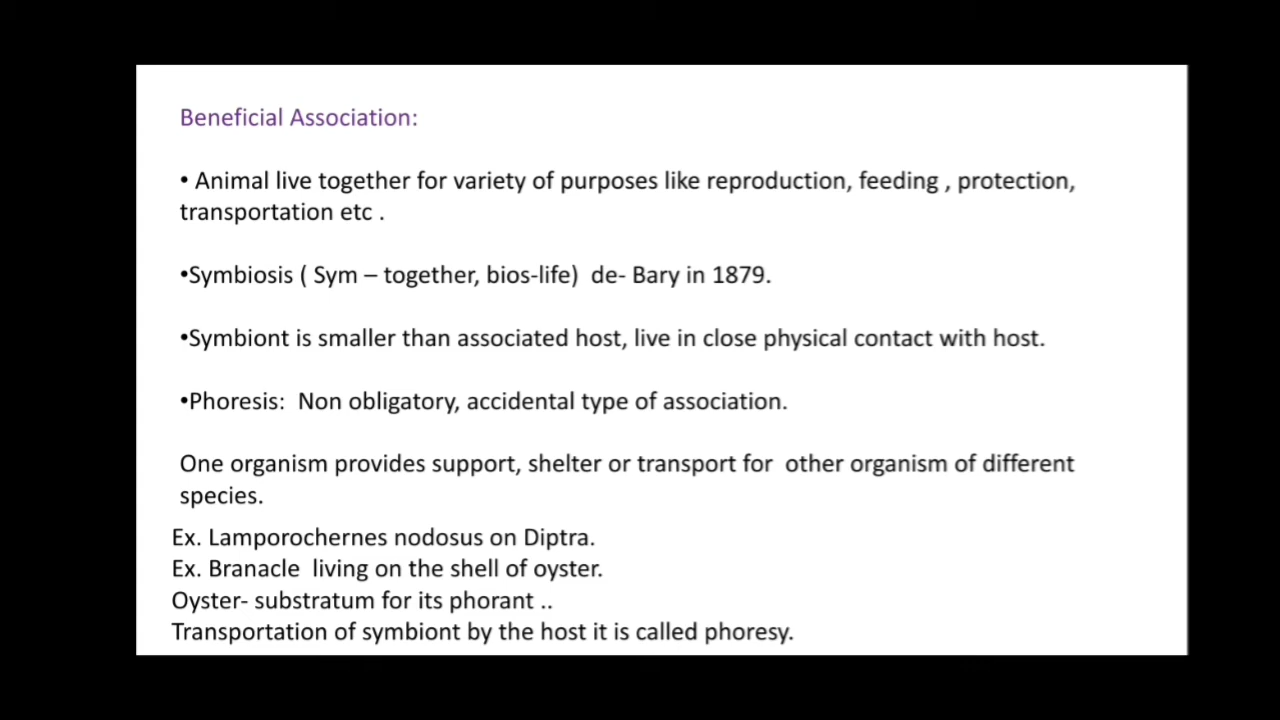 Beneficial Association:
• Animal live together for variety of purposes like reproduction, feeding , protection,
transportation etc .
•Symbiosis ( Sym – together, bios-life)  de- Bary in 1879.
•Symbiont is smaller than associated host, live in close physical contact with host.
•Phoresis:  Non obligatory, accidental type of association.
One organism provides support, shelter or transport for  other organism of different
species.
Ex. Lamporochernes nodosus on Diptra.
Ex. Branacle  living on the shell of oyster.
Oyster- substratum for its phorant ..
Transportation of symbiont by the host it is called phoresy.